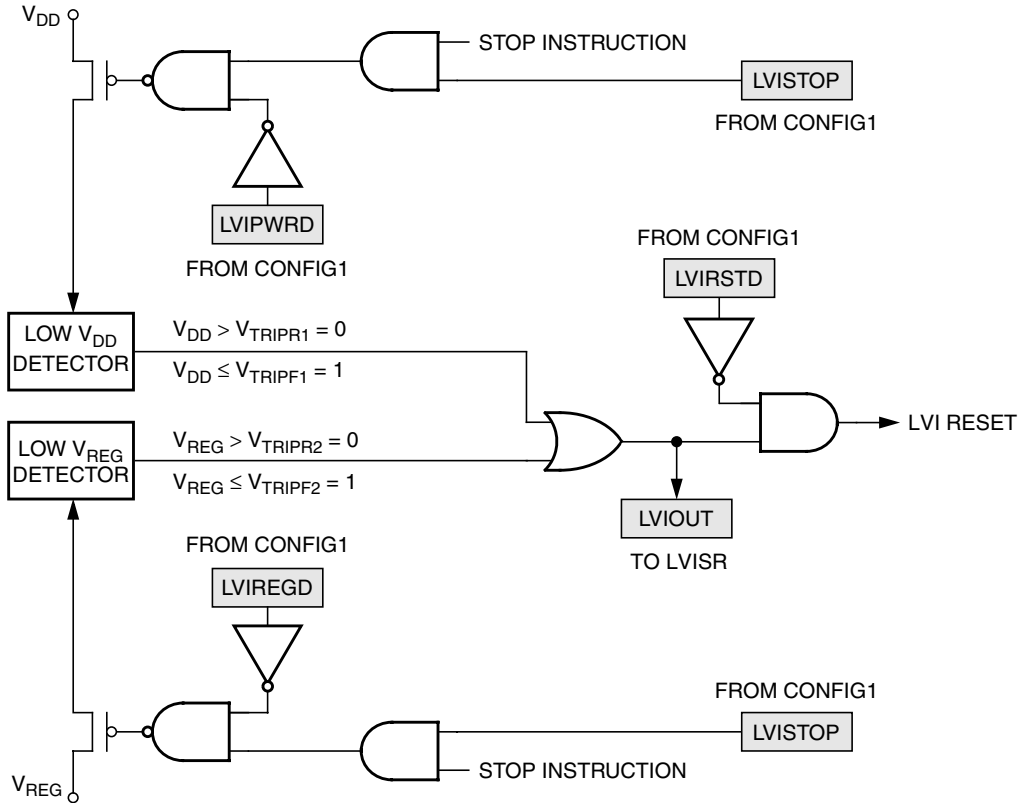 VDD
STOP INSTRUCTION
LVISTOP
FROM CONFIG1
LVIPWRD
FROM CONFIG1
FROM CONFIG1
LVIRSTD
LOW VDD
DETECTOR
VDD > VTRIPR1 = 0
VDD ≤ VTRIPF1 = 1
LVI RESET
LOW VREG
DETECTOR
VREG > VTRIPR2 = 0
VREG ≤ VTRIPF2 = 1
LVIOUT
TO LVISR
FROM CONFIG1
LVIREGD
FROM CONFIG1
LVISTOP
STOP INSTRUCTION
VREG